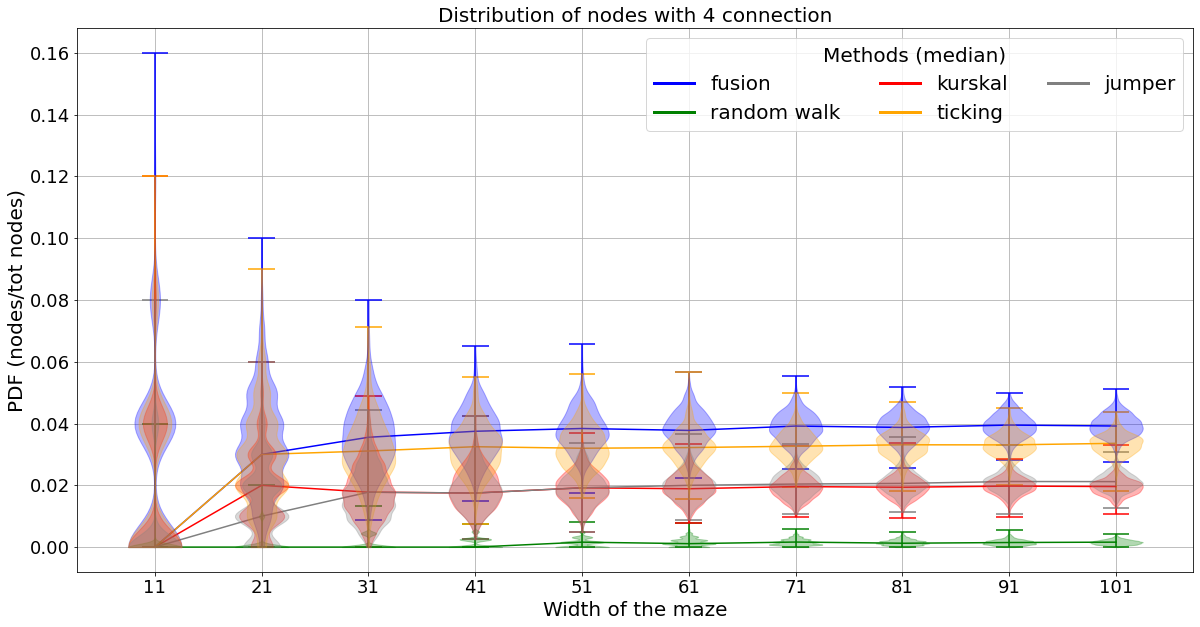 Distribution of nodes with 4 connection
Methods (median)
fusion
random walk
kurskal
ticking
jumper
PDF (nodes/tot nodes)
0.16
0.14
0.12
0.10
0.08
0.06
0.04
0.02
0.00
11 21 31 41 51 61 71 81 91 101
Width of the maze